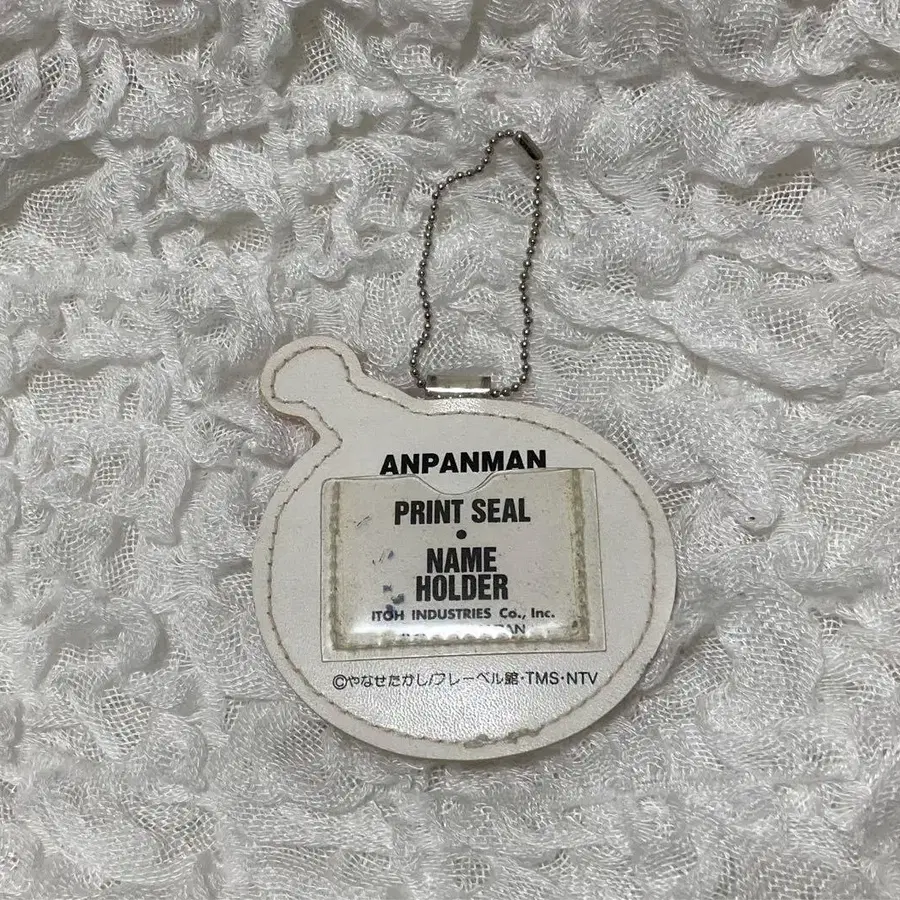 ANPANMAN
PRINT SEAL
•
NAME
HOLDER
ITOH INDUSTRIES Co., Inc.
©やなせたかし/フレーベル館・TMS・NTV